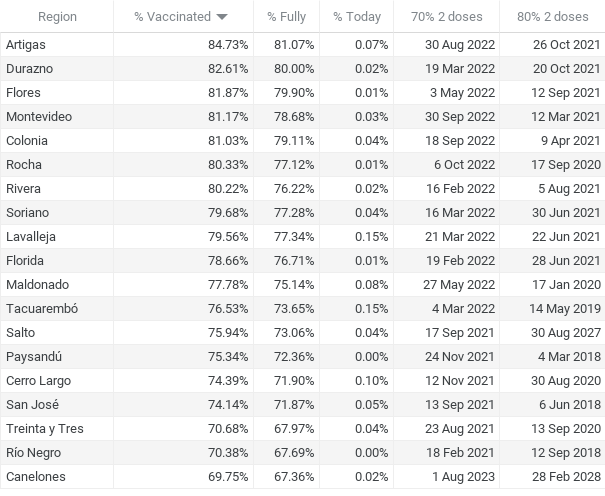 Region % Vaccinated % Fully % Today 70% 2 doses 80% 2 doses
Artigas 84.73% 81.07% 0.07% 30 Aug 2022 26 Oct 2021
Durazno 82.61% 80.00% 0.02% 19 Mar 2022 20 Oct 2021
Flores 81.87% 79.90% 0.01% 3 May 2022 12 Sep 2021
Montevideo 81.17% 78.68% 0.03% 30 Sep 2022 12 Mar 2021
Colonia 81.03% 79.11% 0.04% 18 Sep 2022 9 Apr 2021
Rocha 80.33% 77.12% 0.01% 6 Oct 2022 17 Sep 2020
Rivera 80.22% 76.22% 0.02% 16 Feb 2022 5 Aug 2021
Soriano 79.68% 77.28% 0.04% 16 Mar 2022 30 Jun 2021
Lavalleja 79.56% 77.34% 0.15% 21 Mar 2022 22 Jun 2021
Florida 78.66% 76.71% 0.01% 19 Feb 2022 28 Jun 2021
Maldonado 77.78% 75.14% 0.08% 27 May 2022 17 Jan 2020
Tacuarembó 76.53% 73.65% 0.15% 4 Mar 2022 14 May 2019
Salto 75.94% 73.06% 0.04% 17 Sep 2021 30 Aug 2027
Paysandú 75.34% 72.36% 0.00% 24 Nov 2021 4 Mar 2018
Cerro Largo 74.39% 71.90% 0.10% 12 Nov 2021 30 Aug 2020
San José 74.14% 71.87% 0.05% 13 Sep 2021 6 Jun 2018
Treinta y Tres 70.68% 67.97% 0.04% 23 Aug 2021 13 Sep 2020
Río Negro 70.38% 67.69% 0.00% 18 Feb 2021 12 Sep 2018
Canelones 69.75% 67.36% 0.02% 1 Aug 2023 28 Feb 2028